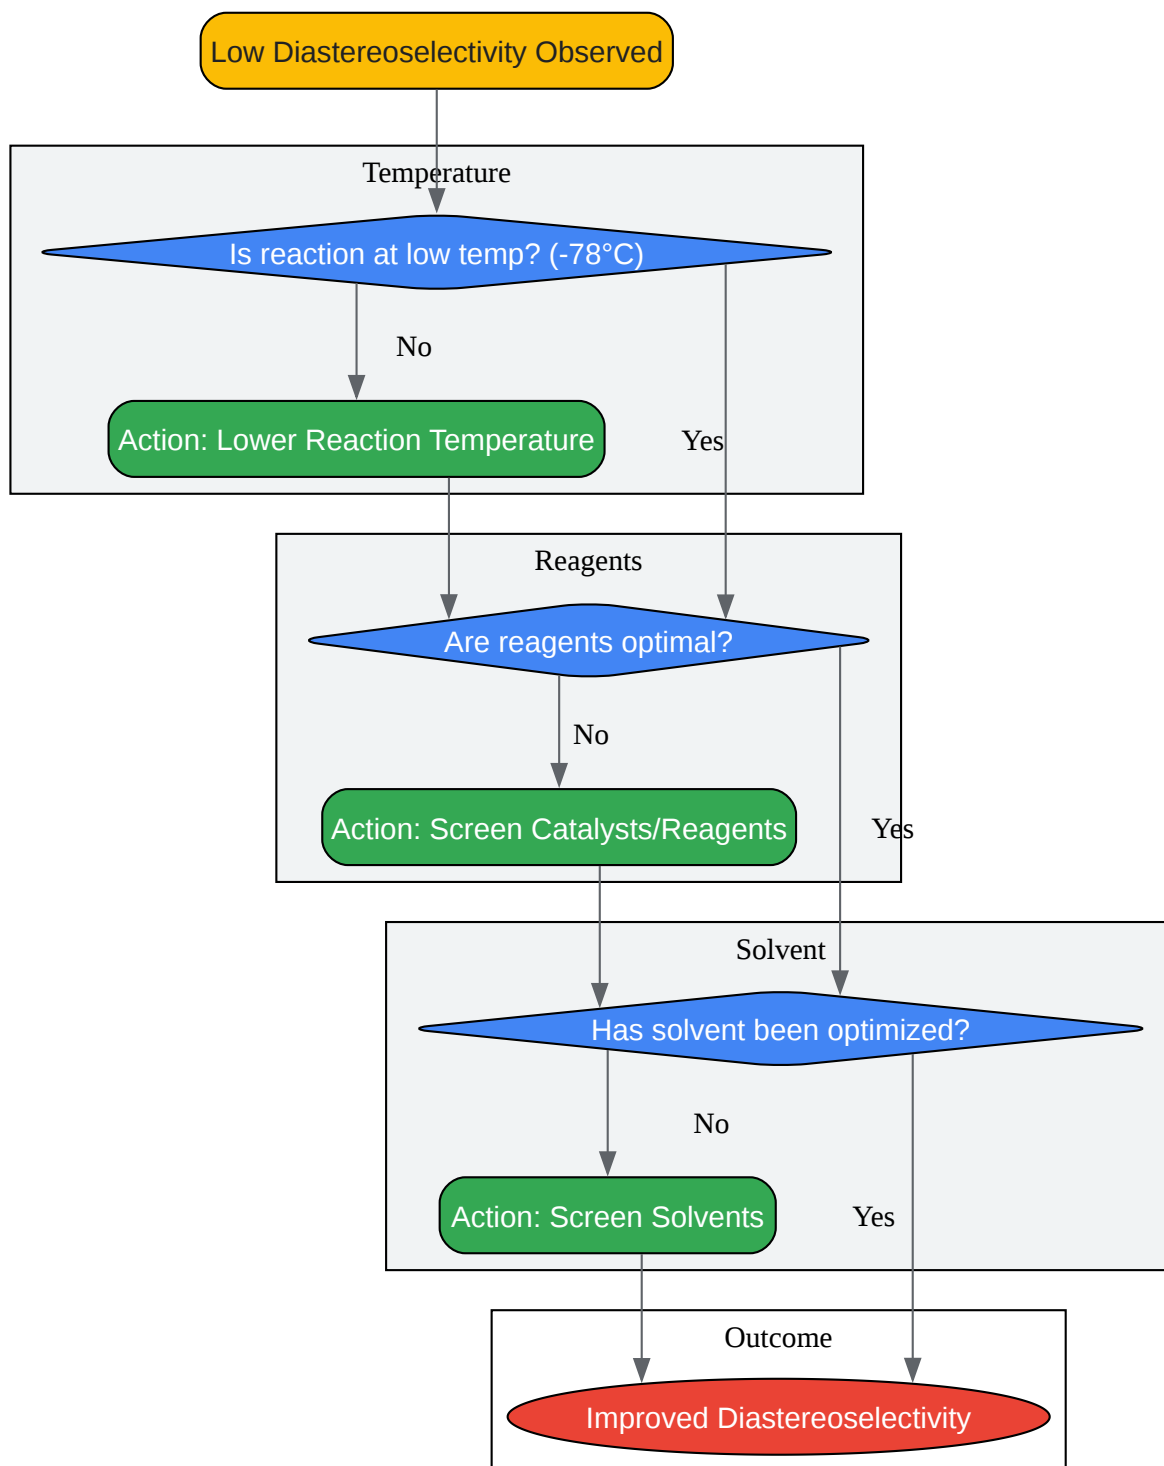 Low Diastereoselectivity Observed
Temperature
Is reaction at low temp? (-78°C)
No
Action: Lower Reaction Temperature
Yes
Reagents
Are reagents optimal?
No
Action: Screen Catalysts/Reagents
Yes
Solvent
Has solvent been optimized?
No
Action: Screen Solvents
Yes
Outcome
Improved Diastereoselectivity